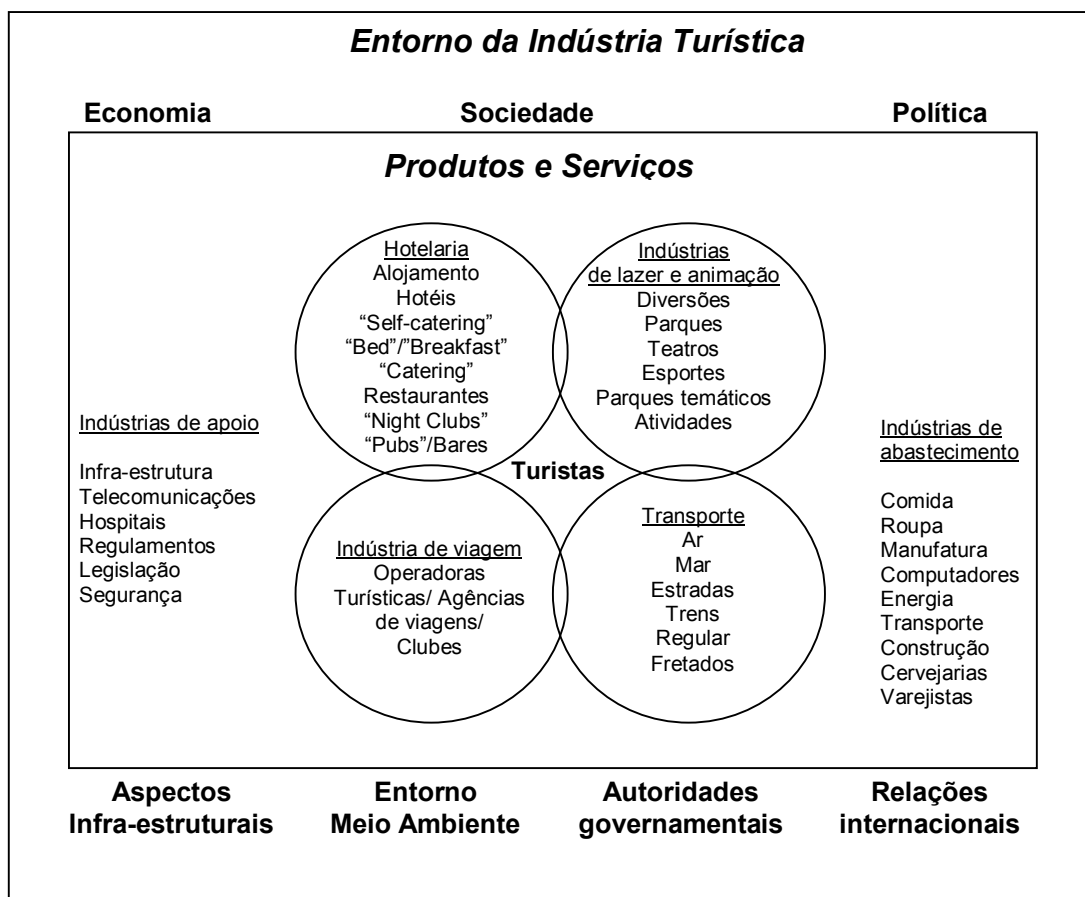 Entorno da Indústria Turística
Economia
Sociedade
Política
Produtos e Serviços
Hotelaria
Alojamento
Hotéis
“Self-catering”
“Bed”/”Breakfast”
“Catering”
Restaurantes
“Night Clubs”
“Pubs”/Bares
Indústrias
de lazer e animação
Diversões
Parques
Teatros
Esportes
Parques temáticos
Atividades
Indústrias de apoio
Infra-estrutura
Telecomunicações
Hospitais
Regulamentos
Legislação
Segurança
Turistas
Indústria de viagem
Operadoras
Turísticas/ Agências
de viagens/
Clubes
Transporte
Ar
Mar
Estradas
Trens
Regular
Fretados
Indústrias de
abastecimento
Comida
Roupa
Manufatura
Computadores
Energia
Transporte
Construção
Cervejarias
Varejistas
Aspectos
Infra-estruturais
Entorno
Meio Ambiente
Autoridades
governamentais
Relações
internacionais